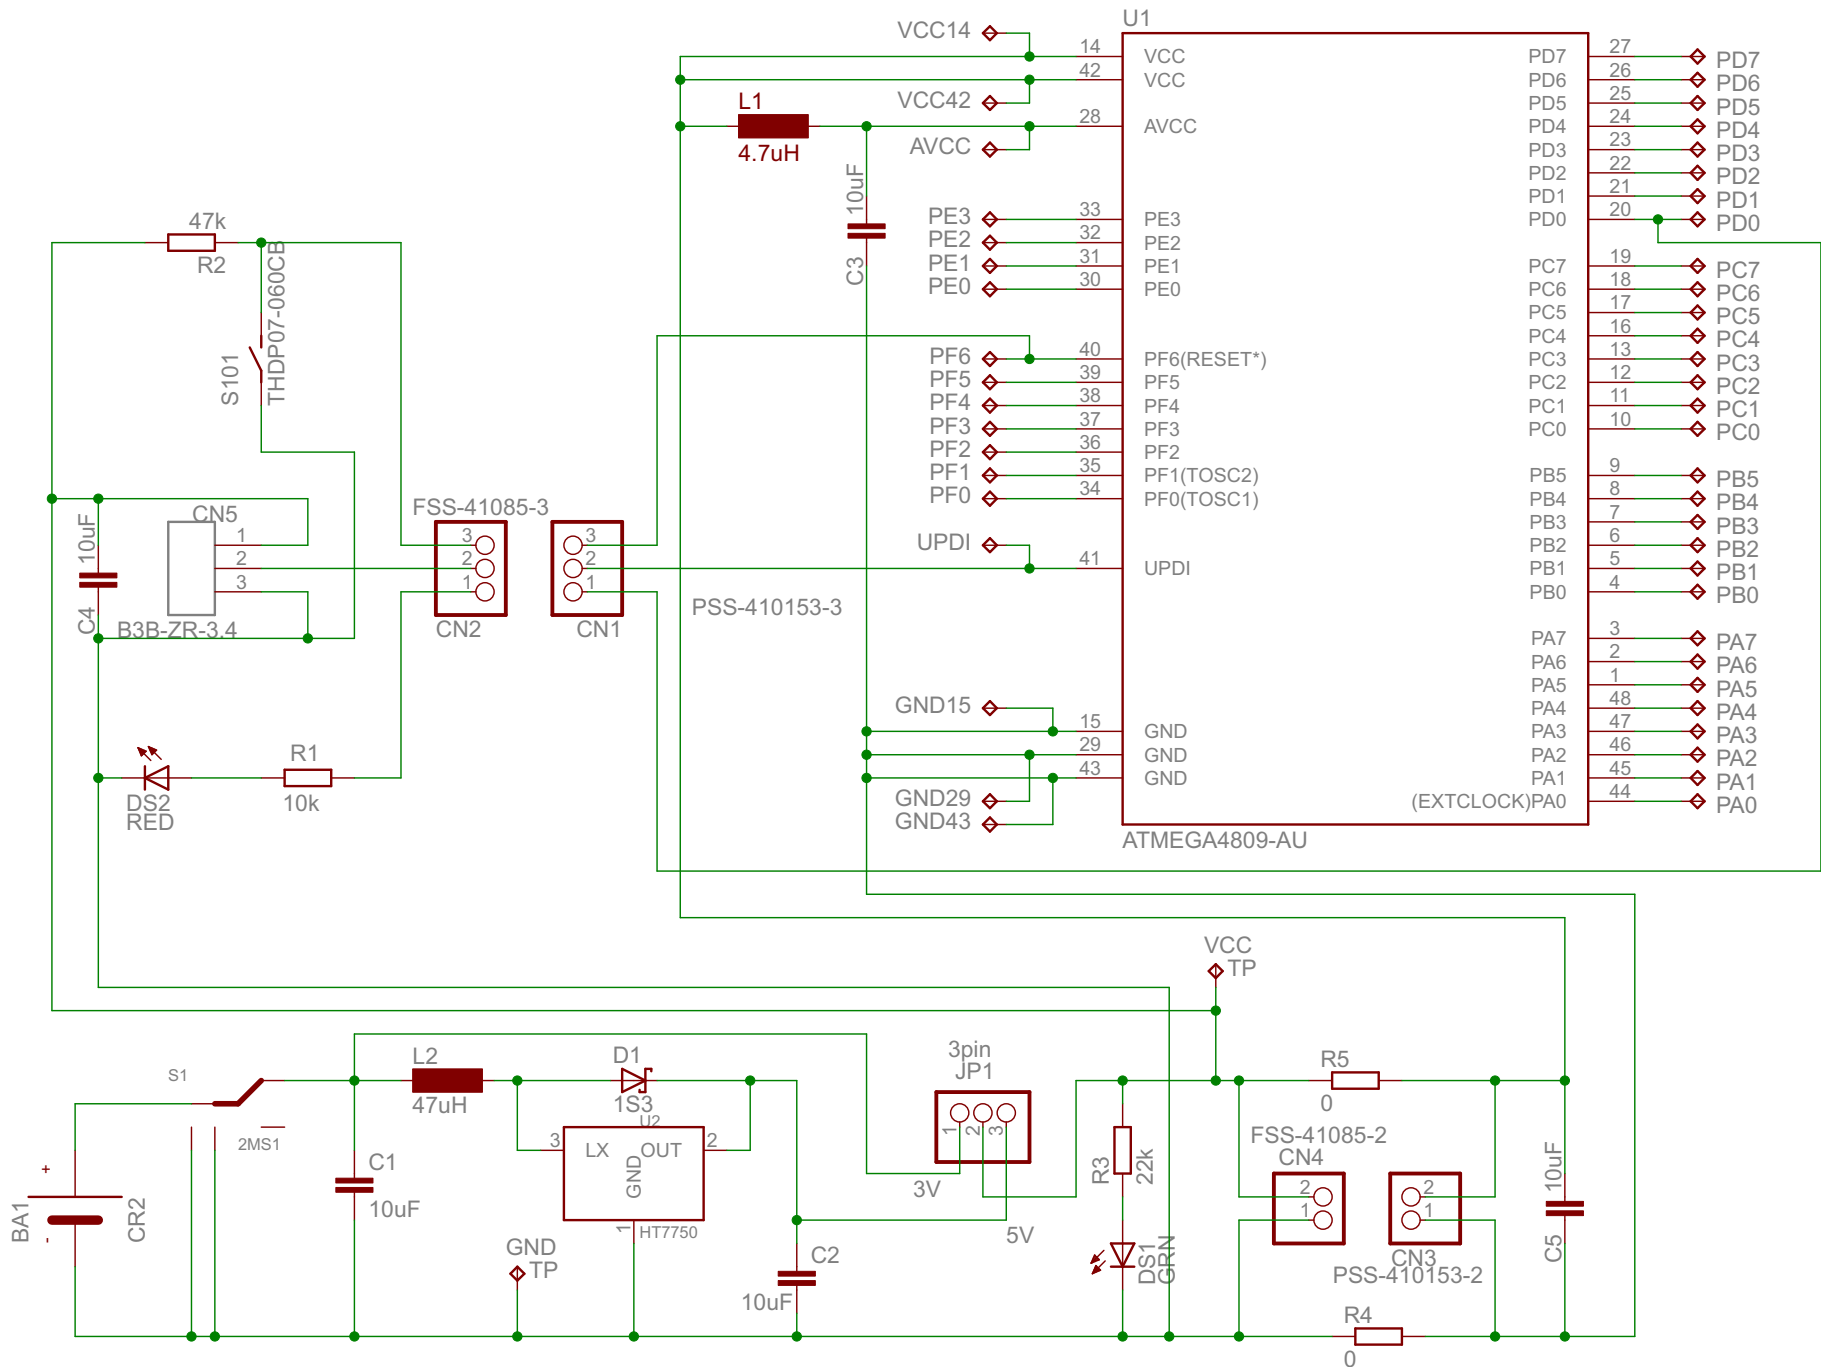 U1
VCC14
14
VCC
42
VCC
VCC42
L1
4.7uH
28
AVCC
AVCC
10uF
C3
PE3
33
PE3
PE2
32
PE2
PE1
31
PE1
PE0
30
PE0
PF6
40
PF6(RESET*)
PF5
39
PF5
PF4
38
PF4
PF3
37
PF3
PF2
36
PF2
PF1
35
PF1(TOSC2)
PF0
34
PF0(TOSC1)
UPDI
41
UPDI
GND15
15
GND
29
GND
43
GND
GND29
GND43
ATMEGA4809-AU
PD7
27
PD7
PD6
26
PD6
PD5
25
PD5
PD4
24
PD4
PD3
23
PD3
PD2
22
PD2
PD1
21
PD1
PD0
20
PD0
PC7
19
PC7
PC6
18
PC6
PC5
17
PC5
PC4
16
PC4
PC3
13
PC3
PC2
12
PC2
PC1
11
PC1
PC0
10
PC0
PB5
9
PB5
PB4
8
PB4
PB3
7
PB3
PB2
6
PB2
PB1
5
PB1
PB0
4
PB0
PA7
3
PA7
PA6
2
PA6
PA5
1
PA5
PA4
48
PA4
PA3
47
PA3
PA2
46
PA2
PA1
45
PA1
(EXTCLOCK)PA0
44
PA0
47k
R2
S101
THDP07-060CB
CN5
1
2
3
B3B-ZR-3.4
10uF
C4
FSS-41085-3
3
2
1
CN2
3
2
1
CN1
PSS-410153-3
DS2
RED
R1
10k
VCC
TP
S1
2MS1
+
-
BA1
CR2
L2
47uH
C1
10uF
D1
1S3
U2
3
LX
OUT
2
GND
1
HT7750
GND
TP
C2
10uF
3pin
JP1
1
2
3
3V
5V
R3
22k
DS1
GRN
R5
0
FSS-41085-2
CN4
2
1
2
1
CN3
PSS-410153-2
10uF
C5
R4
0